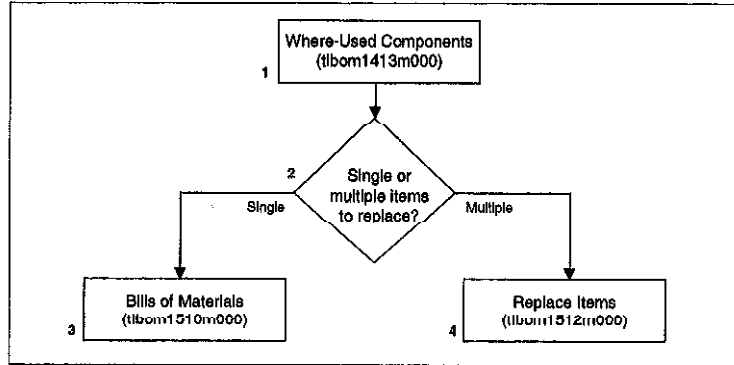 Where-Used Components
(tibom1413m000)
1
2
Single or
multiple items
to replace?
Single
Multiple
Bills of Materials
(tibom1510m000)
3
Replace Items
(tibom1512m000)
4